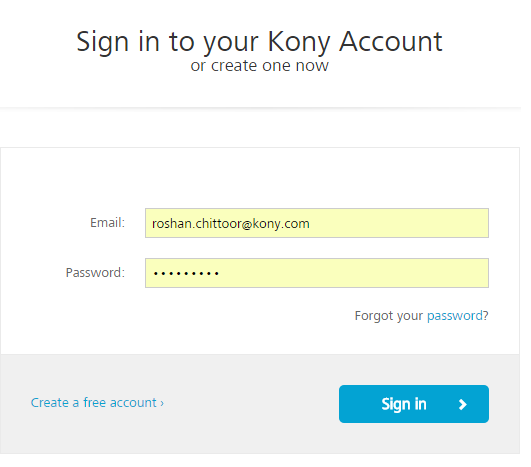 Sign in to your Kony Account
or create one now
Email: roshan.chittoor@kony.com
Password: •••••••••
Forgot your password?
Create a free account ›
Sign in